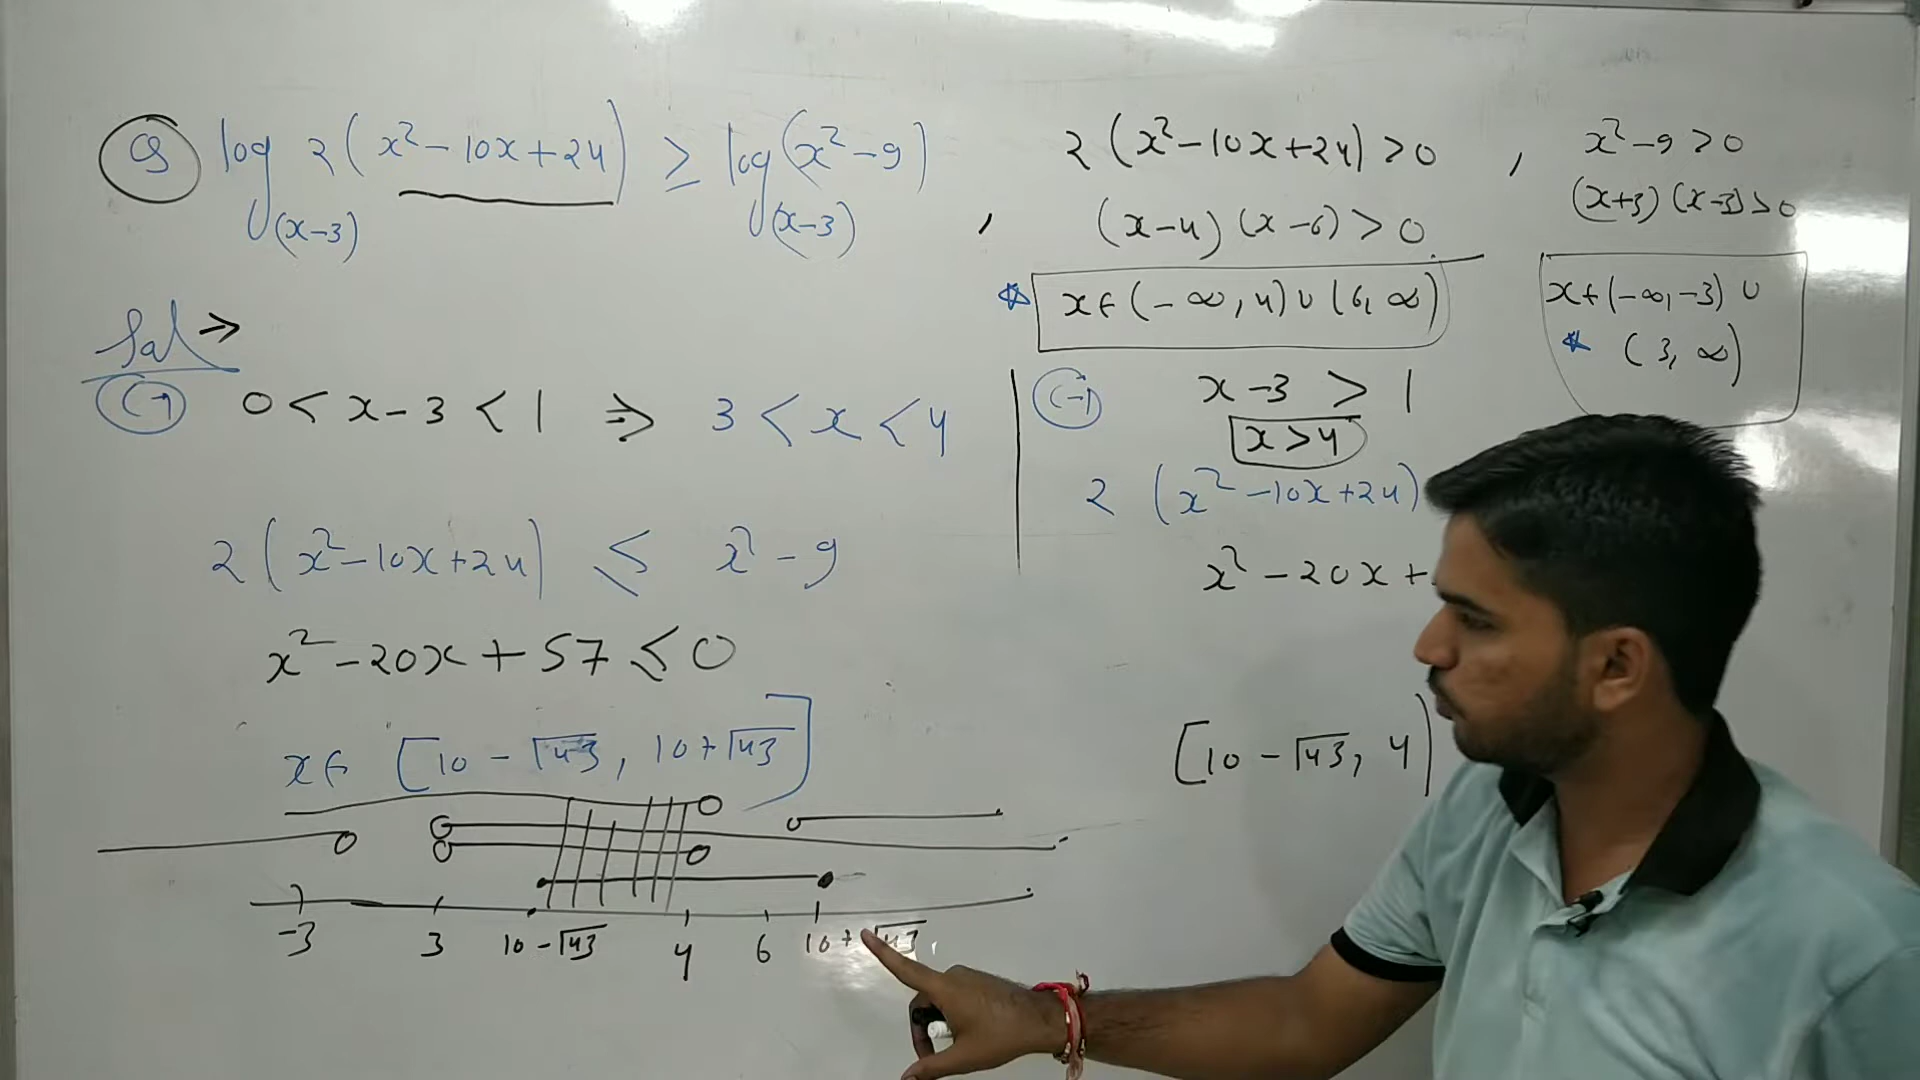 Q log_(x-3) 2(x²-10x+24) ≥ log_(x-3) (x²-9) ,
2(x²-10x+24) > 0 ,
(x-4) (x-6) > 0
x ∈ (-∞, 4) ∪ (6, ∞)
x²-9 > 0
(x+3) (x-3) > 0
x ∈ (-∞, -3) ∪
(3, ∞)
Sol ⇒
0 < x-3 < 1 ⇒ 3 < x < 4
2(x²-10x+24) ≤ x²-9
x²-20x+57 ≤ 0
x ∈ [10-√43, 10+√43]
-3 3 10-√43 4 6 10+√43
x-3 > 1
x > 4
2 (x²-10x+24)
x²-20x+
[10-√43, 4)